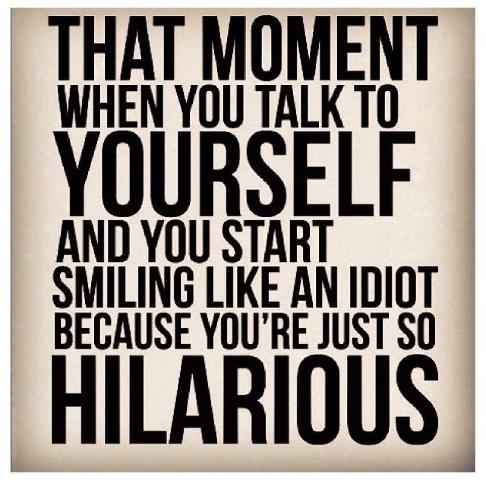 THAT MOMENT
WHEN YOU TALK TO
YOURSELF
AND YOU START
SMILING LIKE AN IDIOT
BECAUSE YOU'RE JUST SO
HILARIOUS